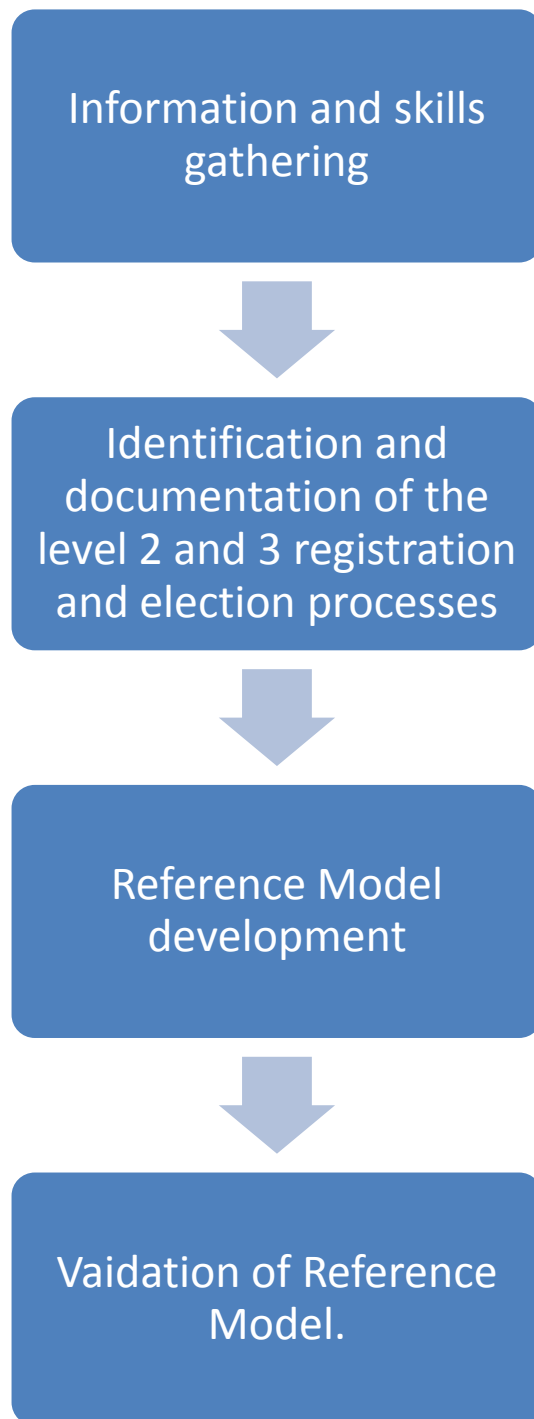 Information and skills
gathering
Identification and
documentation of the
level 2 and 3 registration
and election processes
Reference Model
development
Vaidation of Reference
Model.